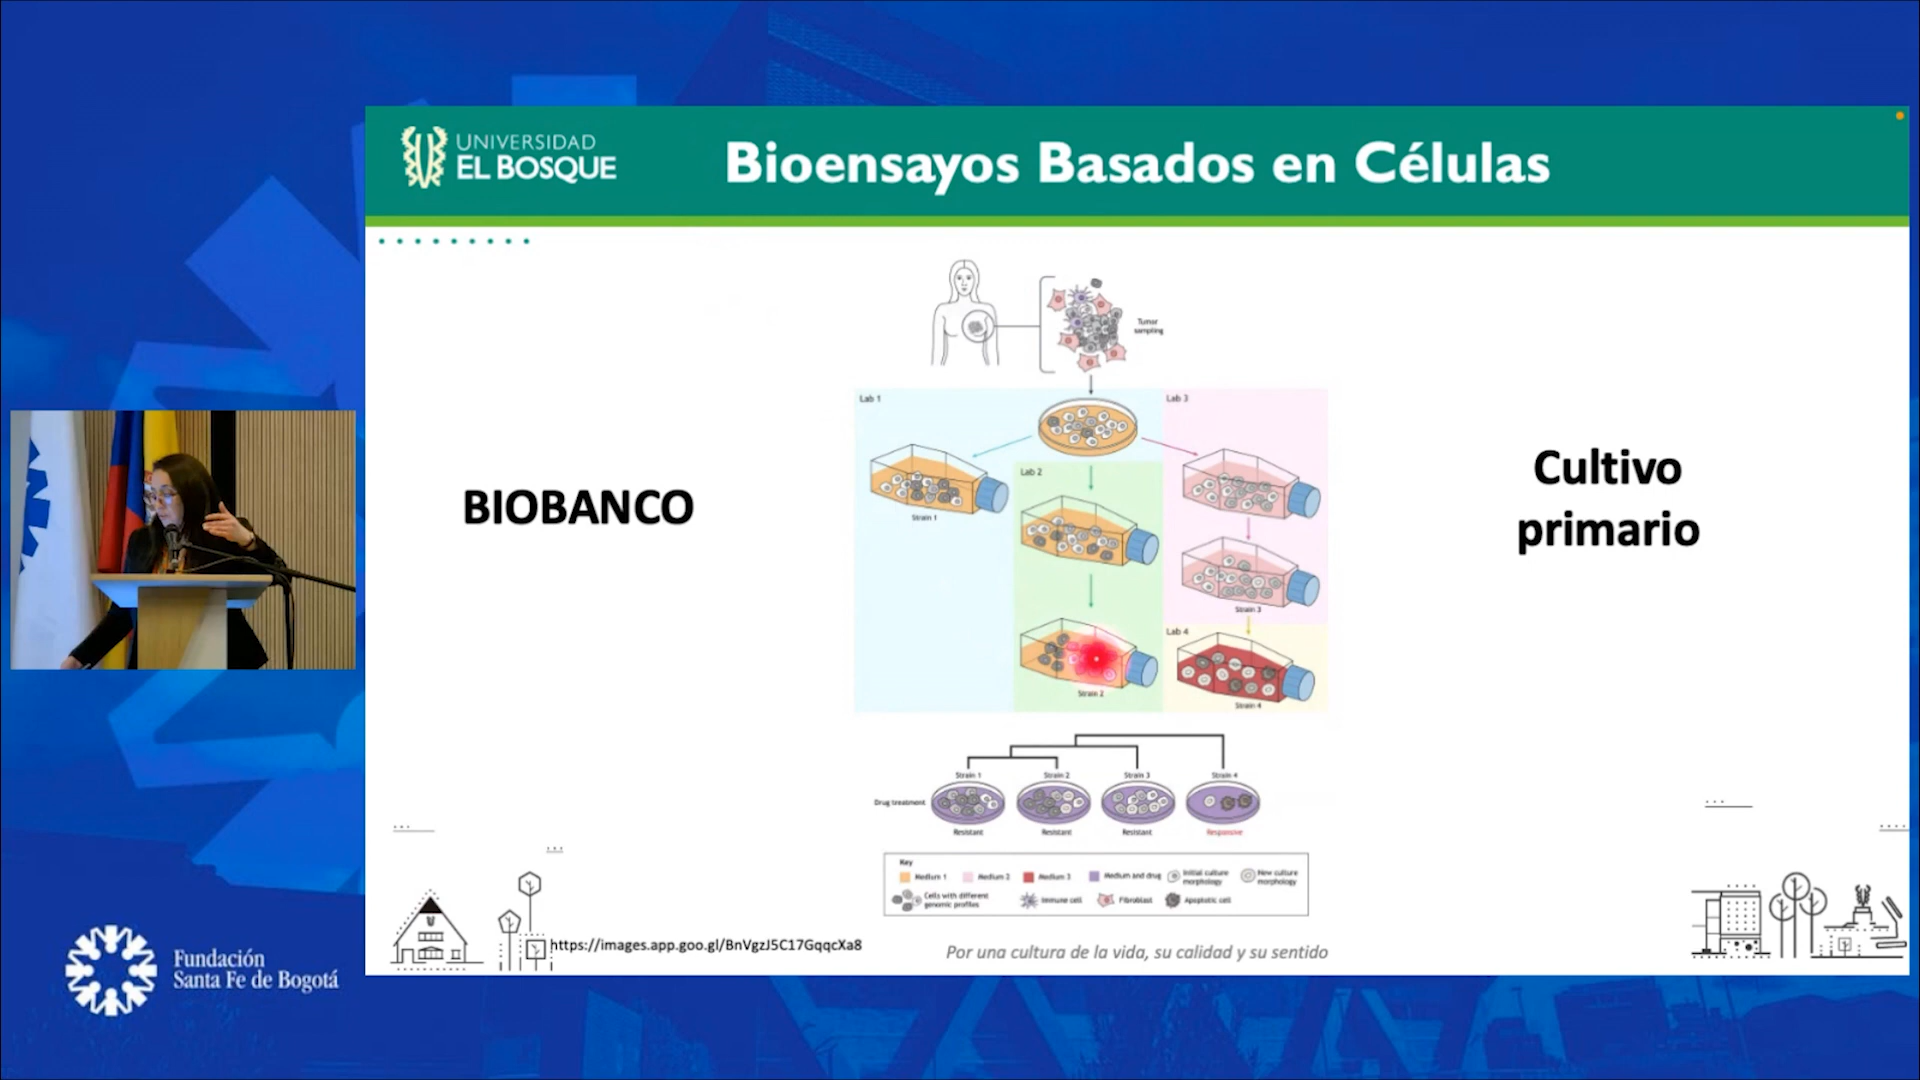 UNIVERSIDAD
EL BOSQUE
Bioensayos Basados en Células
Tumor
sampling
Lab 1
Lab 3
Lab 2
Strain 1
Strain 3
Lab 4
Strain 2
Strain 4
BIOBANCO
Cultivo
primario
Strain 1
Strain 2
Strain 3
Strain 4
Drug treatment
Resistant
Resistant
Resistant
Responsive
Key
Medium 1
Medium 2
Medium 3
Medium and drug
Initial culture
morphology
New culture
morphology
Cells with different
genomic profiles
Immune cell
Fibroblast
Apoptotic cell
https://images.app.goo.gl/BnVgzJ5C17GqqcXa8
Por una cultura de la vida, su calidad y su sentido
Fundación
Santa Fe de Bogotá